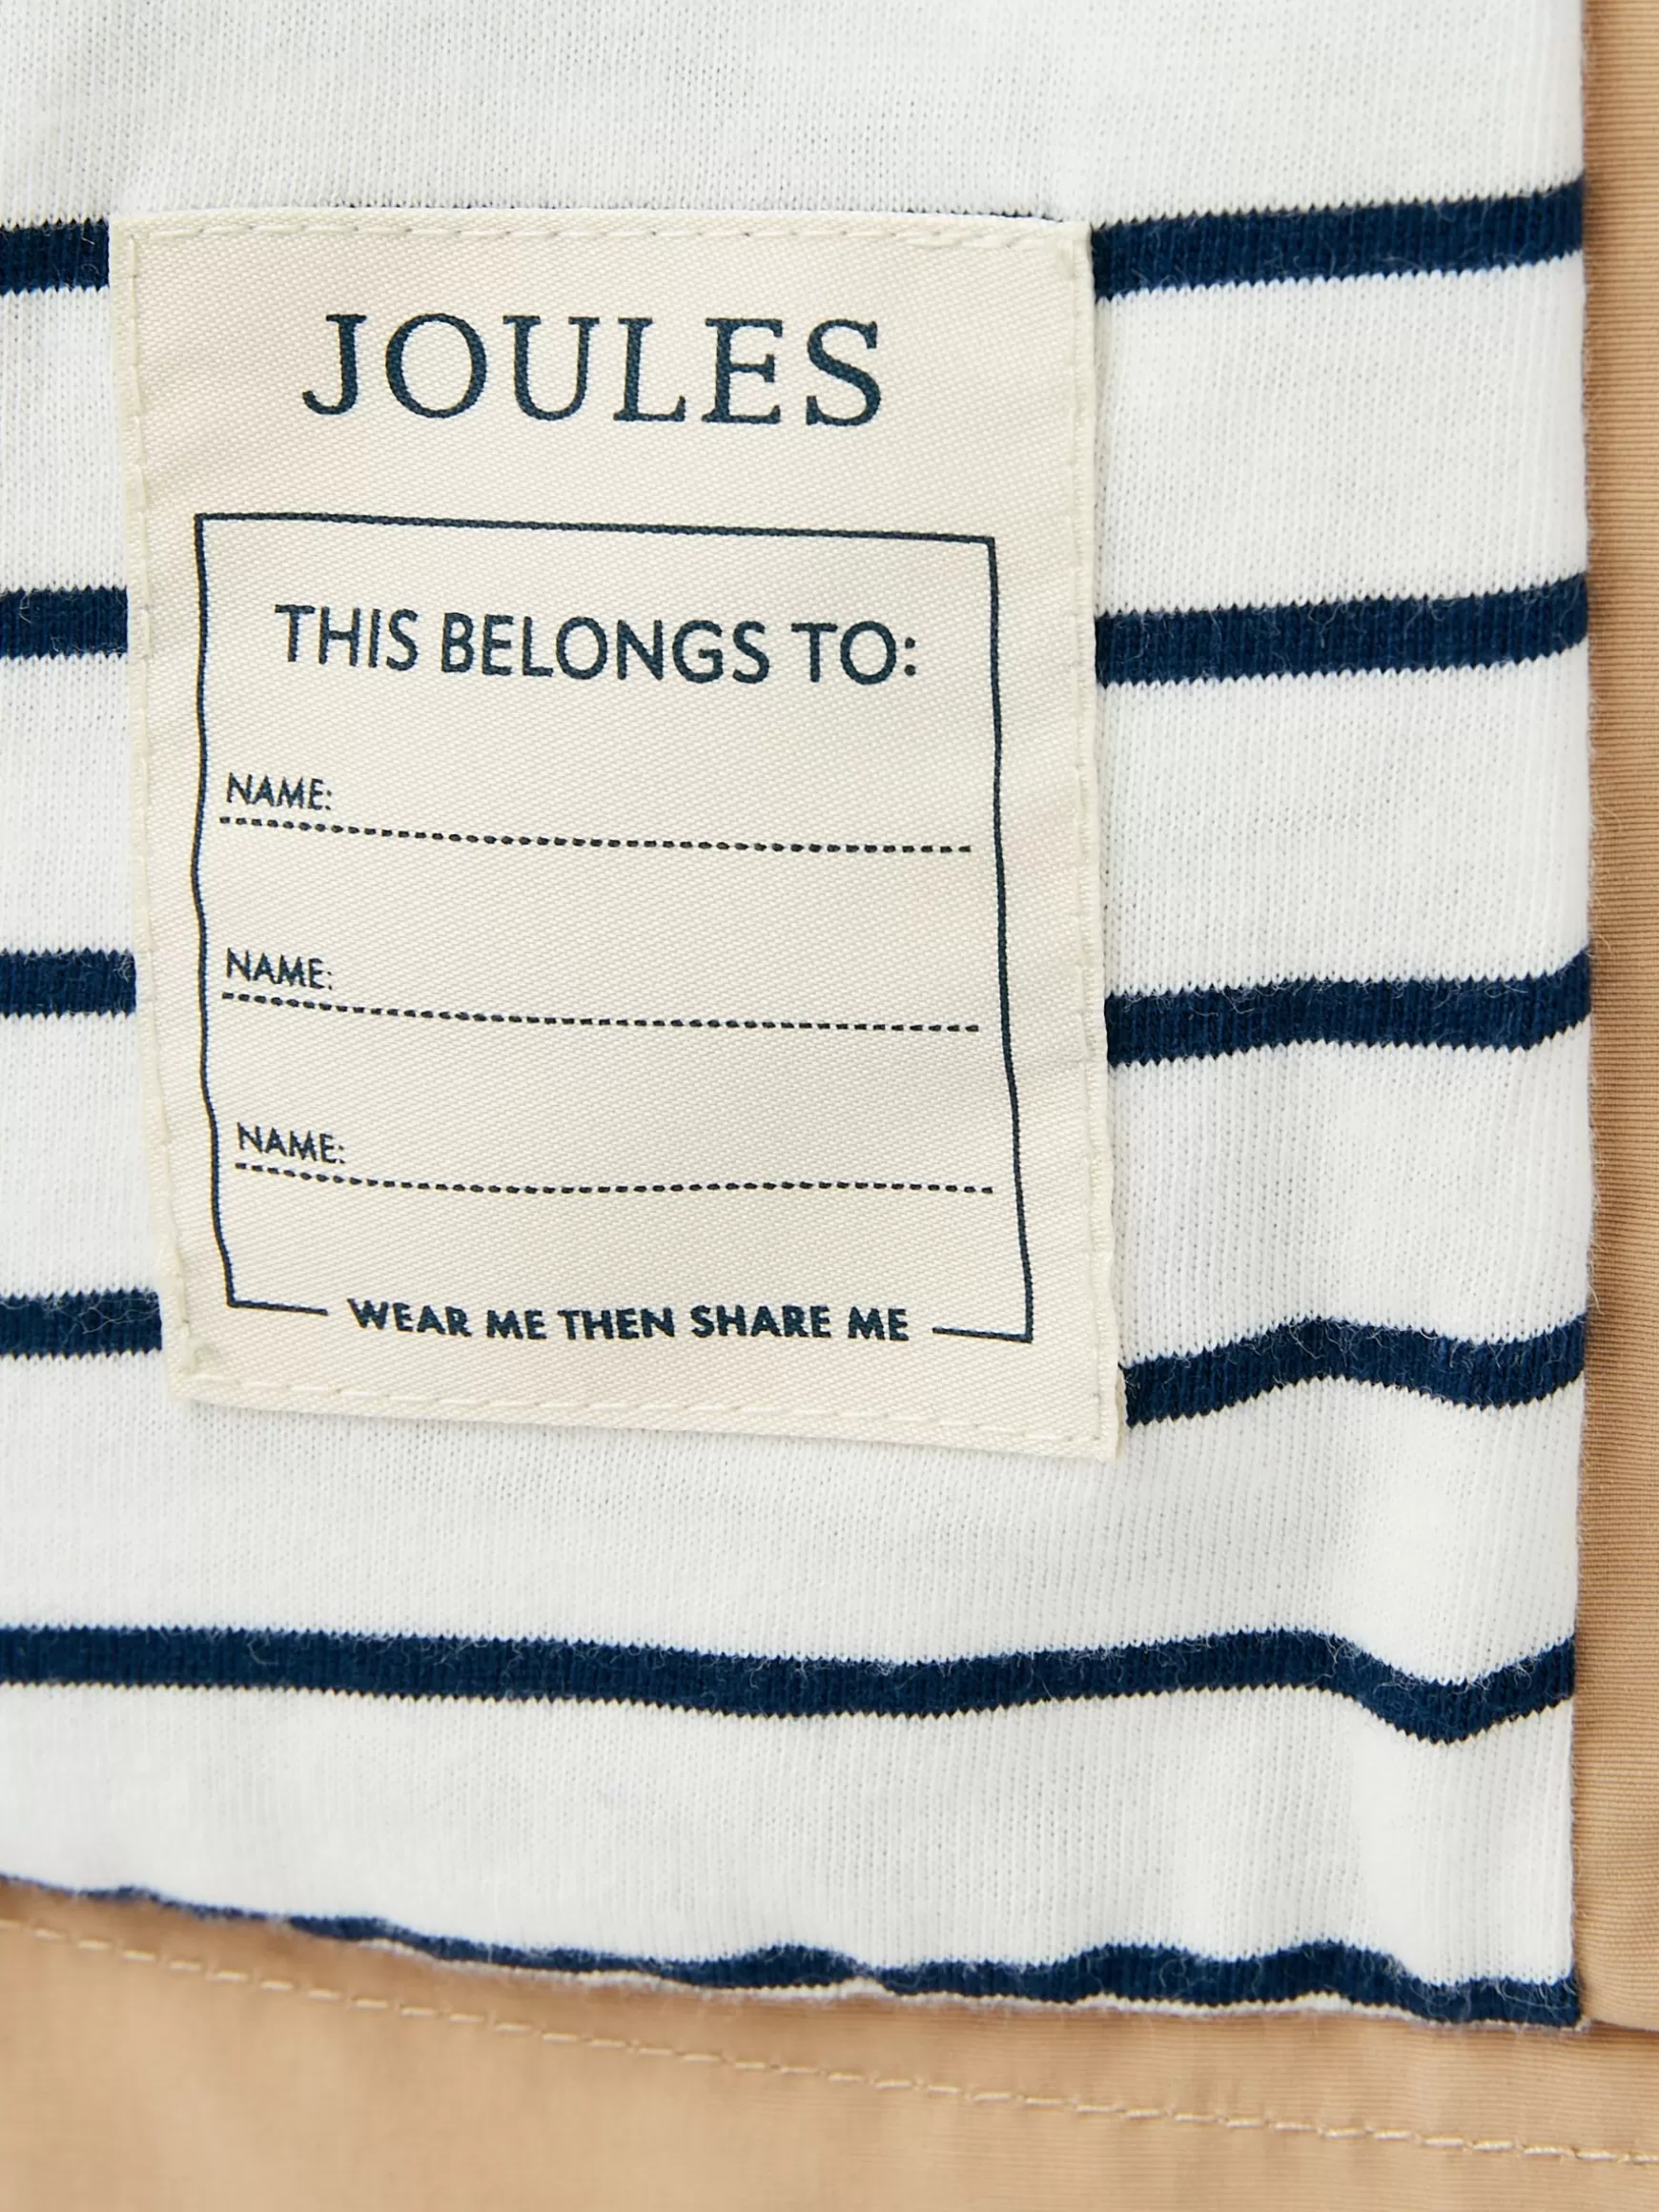 JOULES
THIS BELONGS TO:
NAME:
NAME:
NAME:
WEAR ME THEN SHARE ME